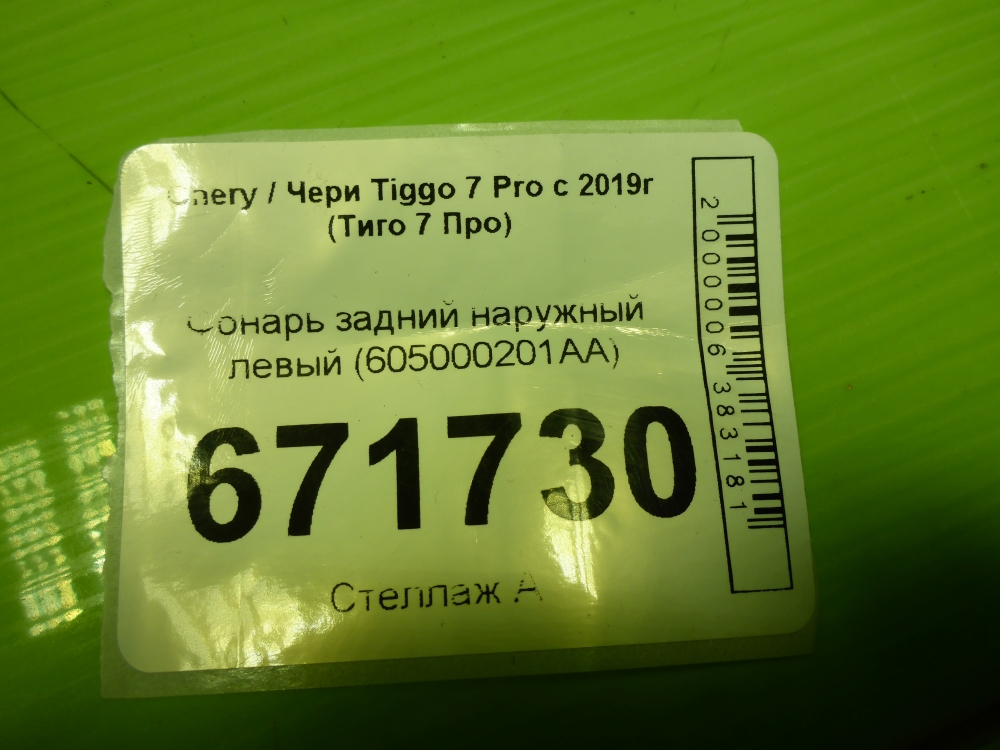 Chery / Чери Tiggo 7 Pro с 2019г
(Тиго 7 Про)
Фонарь задний наружный
левый (605000201AA)
671730
Стеллаж A
2000006383181